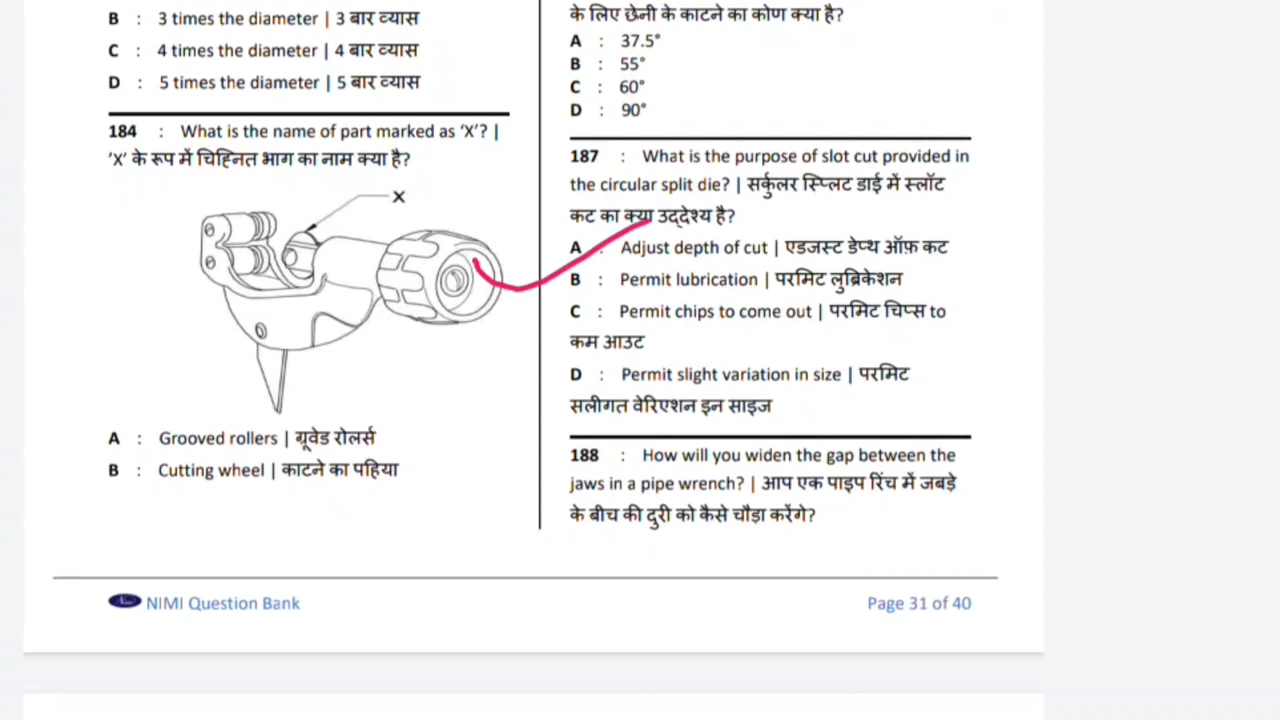 B : 3 times the diameter | 3 बार व्यास
C : 4 times the diameter | 4 बार व्यास
D : 5 times the diameter | 5 बार व्यास
184 : What is the name of part marked as ‘X’? |
‘X’ के रूप में चिह्नित भाग का नाम क्या है?
X
A : Grooved rollers | ग्रूवेड रोलर्स
B : Cutting wheel | काटने का पहिया
के लिए छेनी के काटने का कोण क्या है?
A : 37.5°
B : 55°
C : 60°
D : 90°
187 : What is the purpose of slot cut provided in
the circular split die? | सर्कुलर स्प्लिट डाई में स्लॉट
कट का क्या उद्देश्य है?
A : Adjust depth of cut | एडजस्ट डेप्थ ऑफ़ कट
B : Permit lubrication | परमिट लुब्रिकेशन
C : Permit chips to come out | परमिट चिप्स to
कम आउट
D : Permit slight variation in size | परमिट
सलीगत वेरिएशन इन साइज
188 : How will you widen the gap between the
jaws in a pipe wrench? | आप एक पाइप रिंच में जबड़े
के बीच की दुरी को कैसे चौड़ा करेंगे?
NIMI Question Bank
Page 31 of 40